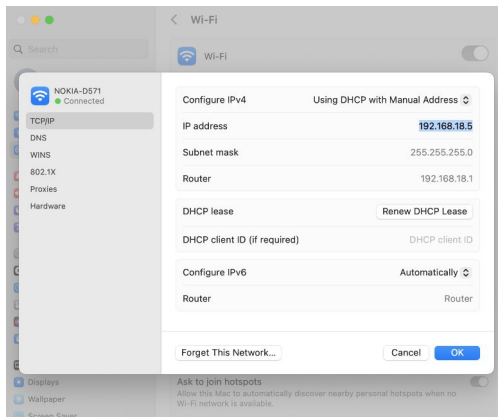 Wi-Fi
Search
Wi-Fi
NOKIA-D571
Connected
TCP/IP
DNS
WINS
802.1X
Proxies
Hardware
Configure IPv4 Using DHCP with Manual Address
IP address 192.168.18.5
Subnet mask 255.255.255.0
Router 192.168.18.1
DHCP lease Renew DHCP Lease
DHCP client ID (if required) DHCP client ID
Configure IPv6 Automatically
Router Router
Forget This Network... Cancel OK
Displays
Wallpaper
Screen Saver
Ask to join hotspots
Allow this Mac to automatically discover nearby personal hotspots when no
Wi-Fi network is available.